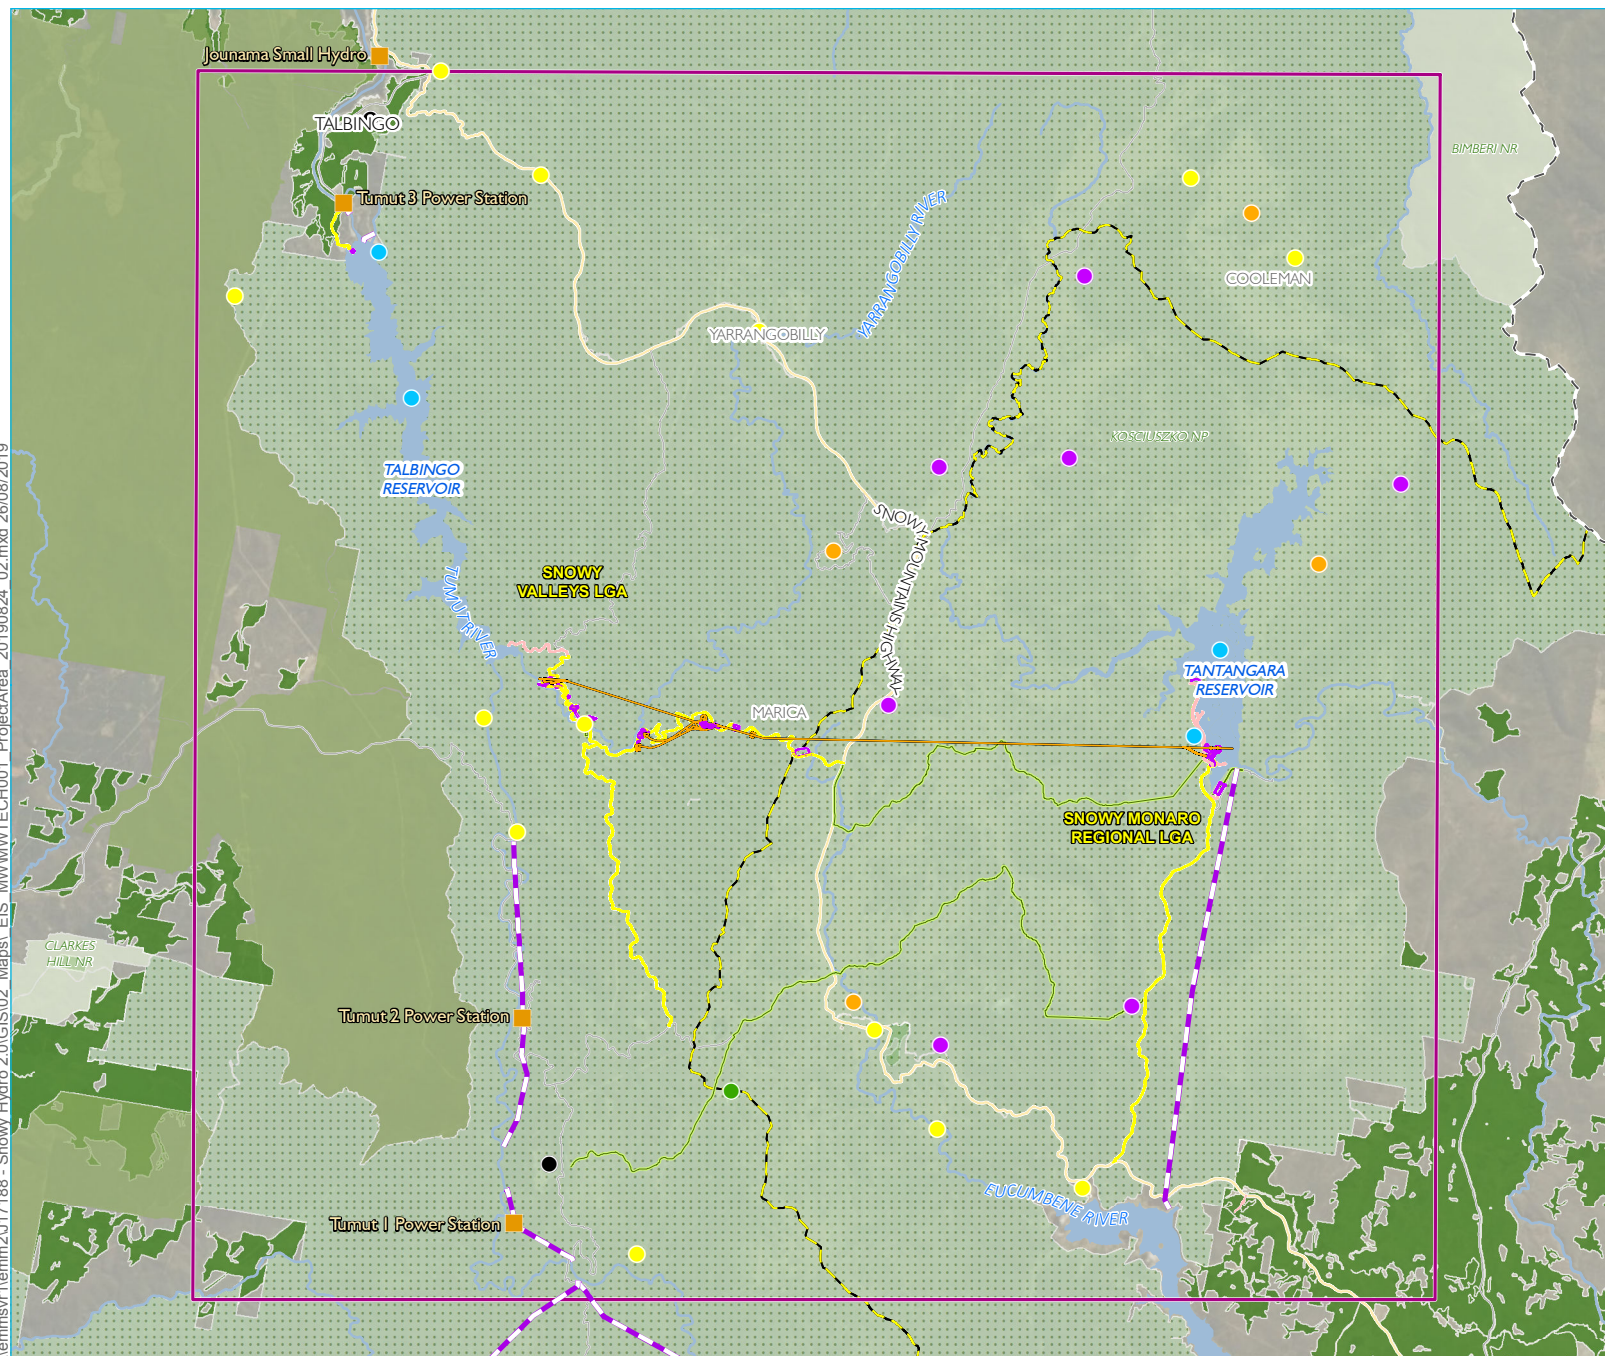 Jounama Small Hydro
TALBINGO
BIMBERI NR
Tumut 3 Power Station
YARRANGOBILLY RIVER
COOLEMAN
YARRANGOBILLY
KOSCIUSZKO NP
TALBINGO
RESERVOIR
SNOWY MOUNTAINS HIGHWAY
SNOWY
VALLEYS LGA
TUMUT RIVER
TANTANGARA
RESERVOIR
MARICA
SNOWY MONARO
REGIONAL LGA
CLARKES
HILL NR
Tumut 2 Power Station
EUCUMBENE RIVER
Tumut 1 Power Station